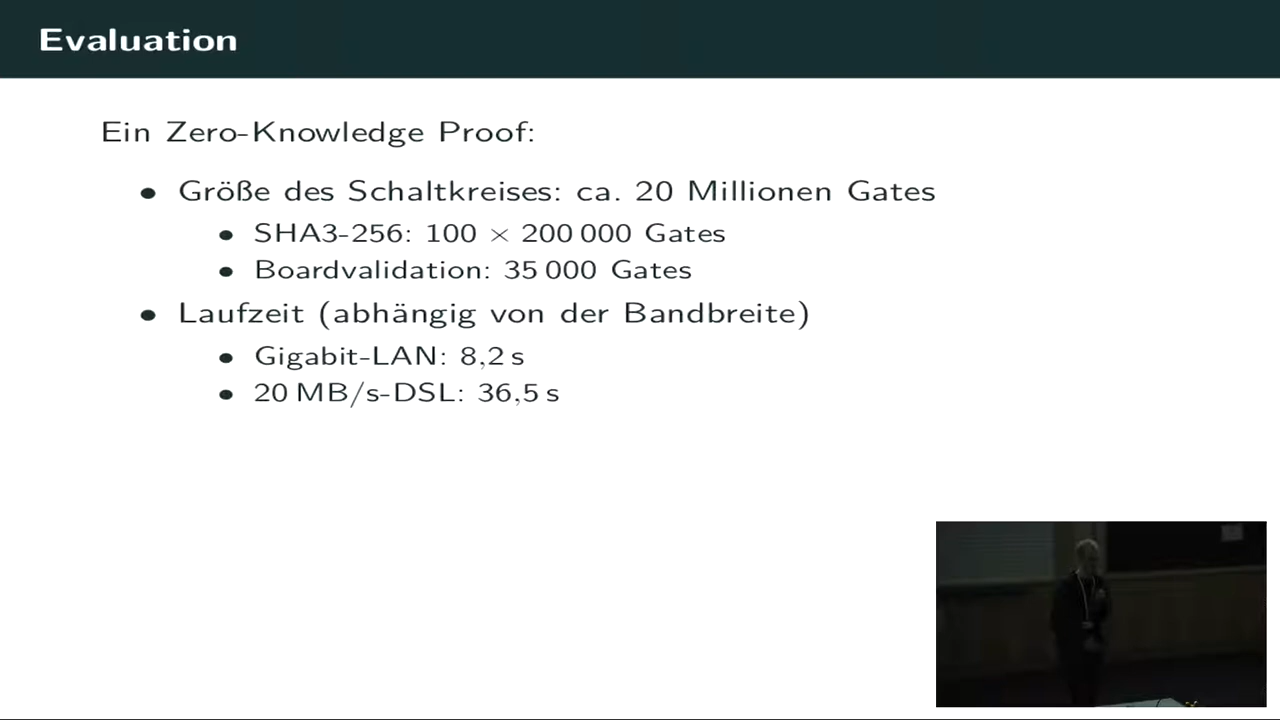 Evaluation
Ein Zero-Knowledge Proof:
• Größe des Schaltkreises: ca. 20 Millionen Gates
• SHA3-256: 100 × 200 000 Gates
• Boardvalidation: 35 000 Gates
• Laufzeit (abhängig von der Bandbreite)
• Gigabit-LAN: 8,2 s
• 20 MB/s-DSL: 36,5 s